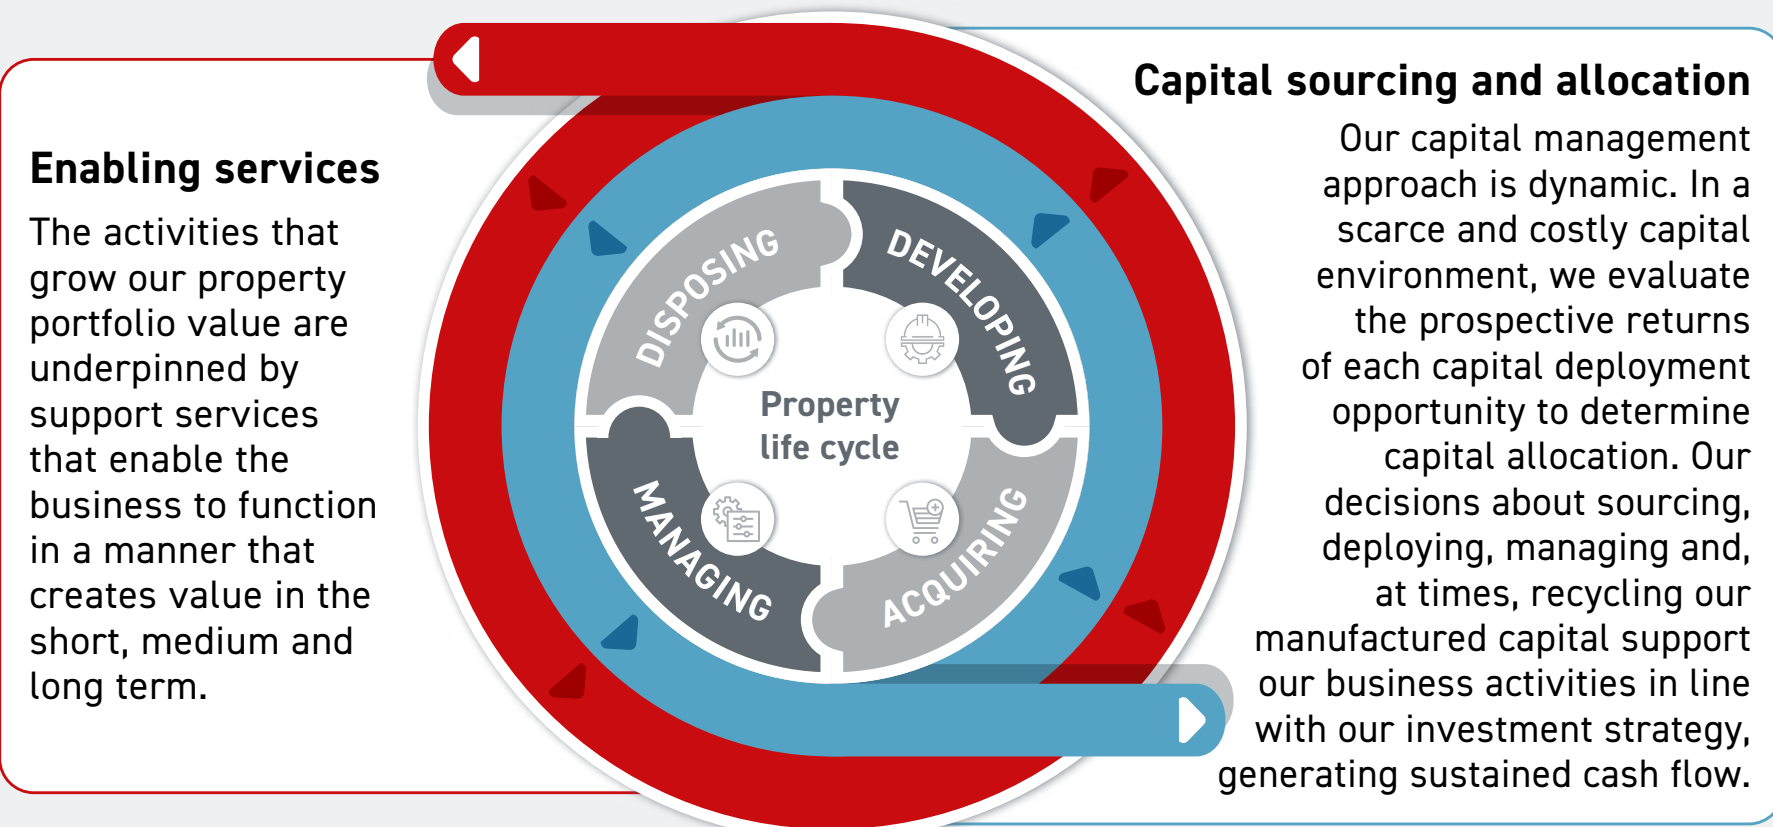 Enabling services
The activities that
grow our property
portfolio value are
underpinned by
support services
that enable the
business to function
in a manner that
creates value in the
short, medium and
long term.
DISPOSING
DEVELOPING
Property
life cycle
MANAGING
ACQUIRING
Capital sourcing and allocation
Our capital management
approach is dynamic. In a
scarce and costly capital
environment, we evaluate
the prospective returns
of each capital deployment
opportunity to determine
capital allocation. Our
decisions about sourcing,
deploying, managing and,
at times, recycling our
manufactured capital support
our business activities in line
with our investment strategy,
generating sustained cash flow.